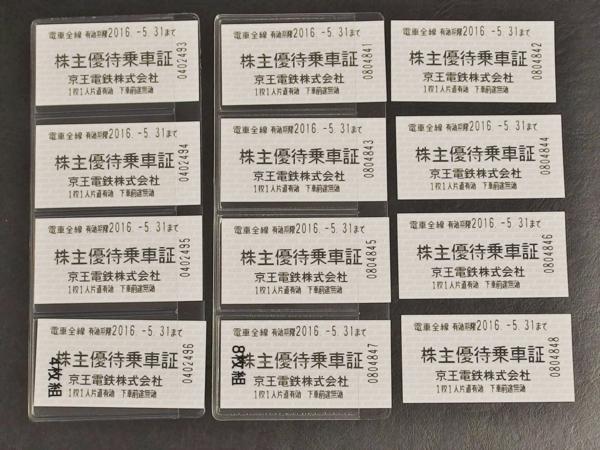 電車全線 有効期限2016.-5.31まで
株主優待乗車証
京王電鉄株式会社
1枚1人片道有効 下車前途無効
0402493
電車全線 有効期限2016.-5.31まで
株主優待乗車証
京王電鉄株式会社
1枚1人片道有効 下車前途無効
0804841
電車全線 有効期限2016.-5.31まで
株主優待乗車証
京王電鉄株式会社
1枚1人片道有効 下車前途無効
0804842
電車全線 有効期限2016.-5.31まで
株主優待乗車証
京王電鉄株式会社
1枚1人片道有効 下車前途無効
0402494
電車全線 有効期限2016.-5.31まで
株主優待乗車証
京王電鉄株式会社
1枚1人片道有効 下車前途無効
0804843
電車全線 有効期限2016.-5.31まで
株主優待乗車証
京王電鉄株式会社
1枚1人片道有効 下車前途無効
0804844
電車全線 有効期限2016.-5.31まで
株主優待乗車証
京王電鉄株式会社
1枚1人片道有効 下車前途無効
0402495
電車全線 有効期限2016.-5.31まで
株主優待乗車証
京王電鉄株式会社
1枚1人片道有効 下車前途無効
0804845
電車全線 有効期限2016.-5.31まで
株主優待乗車証
京王電鉄株式会社
1枚1人片道有効 下車前途無効
0804846
電車全線 有効期限2016.-5.31まで
株主優待乗車証
京王電鉄株式会社
1枚1人片道有効 下車前途無効
0402496
4枚組
電車全線 有効期限2016.-5.31まで
株主優待乗車証
京王電鉄株式会社
1枚1人片道有効 下車前途無効
0804847
8枚組
電車全線 有効期限2016.-5.31まで
株主優待乗車証
京王電鉄株式会社
1枚1人片道有効 下車前途無効
0804848